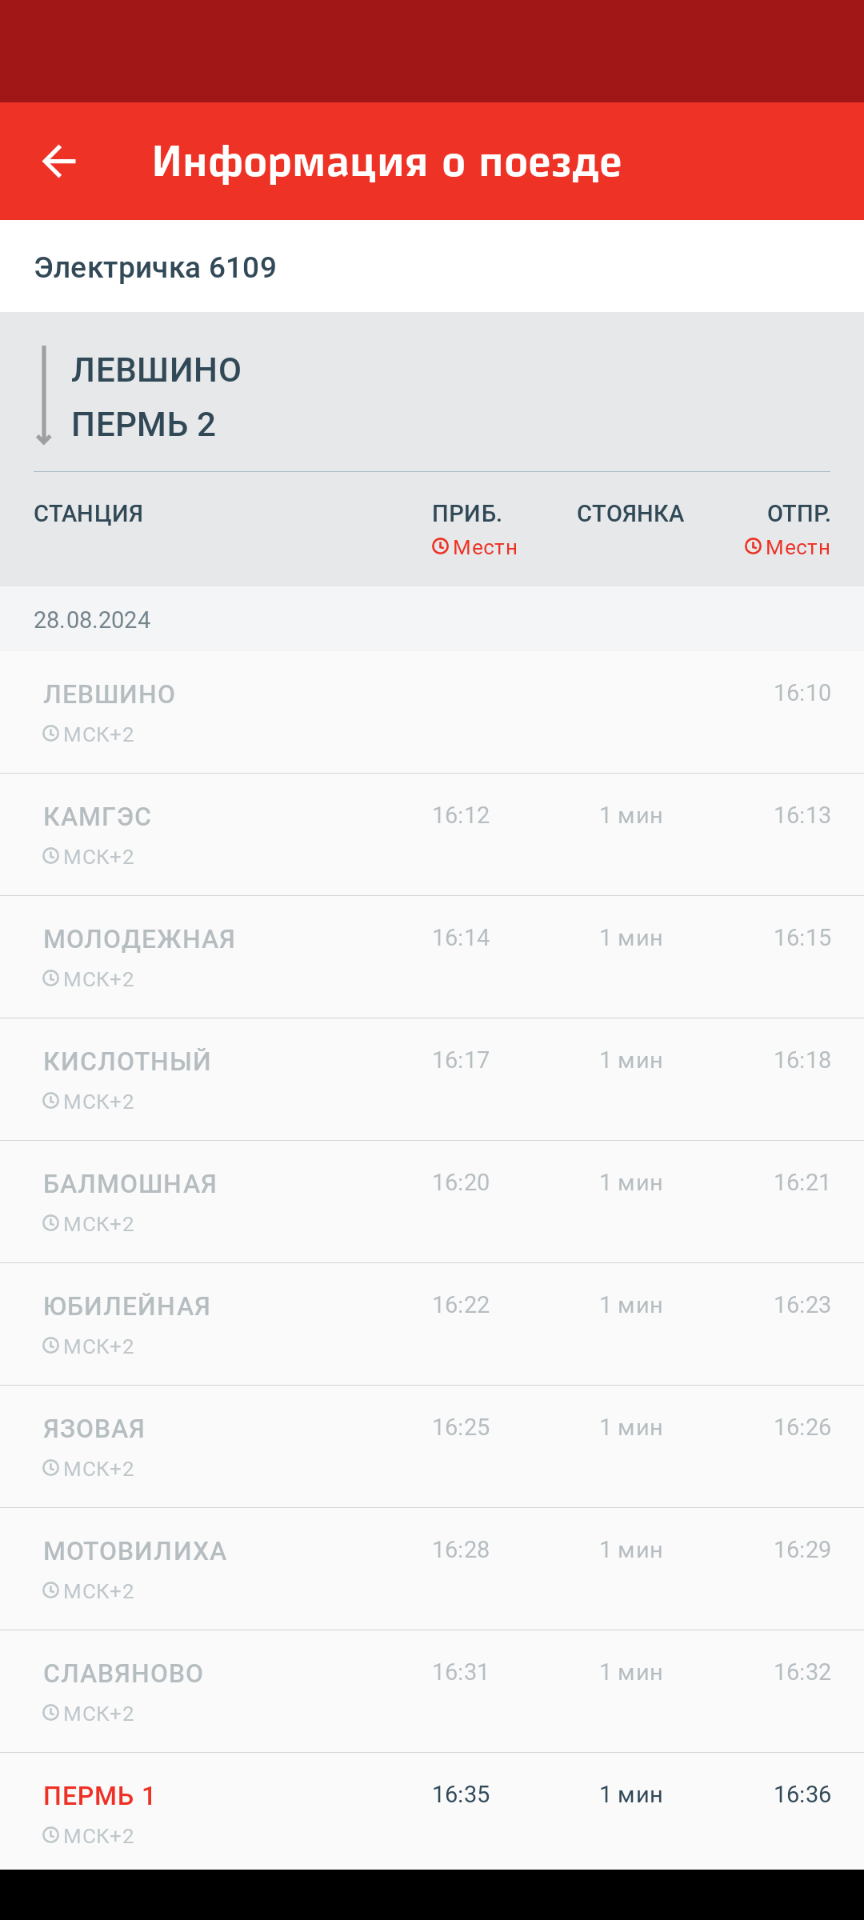 Информация о поезде
Электричка 6109
ЛЕВШИНО
ПЕРМЬ 2
СТАНЦИЯ ПРИБ. СТОЯНКА ОТПР.
Местн Местн
28.08.2024
ЛЕВШИНО 16:10
МСК+2
КАМГЭС 16:12 1 мин 16:13
МСК+2
МОЛОДЕЖНАЯ 16:14 1 мин 16:15
МСК+2
КИСЛОТНЫЙ 16:17 1 мин 16:18
МСК+2
БАЛМОШНАЯ 16:20 1 мин 16:21
МСК+2
ЮБИЛЕЙНАЯ 16:22 1 мин 16:23
МСК+2
ЯЗОВАЯ 16:25 1 мин 16:26
МСК+2
МОТОВИЛИХА 16:28 1 мин 16:29
МСК+2
СЛАВЯНОВО 16:31 1 мин 16:32
МСК+2
ПЕРМЬ 1 16:35 1 мин 16:36
МСК+2